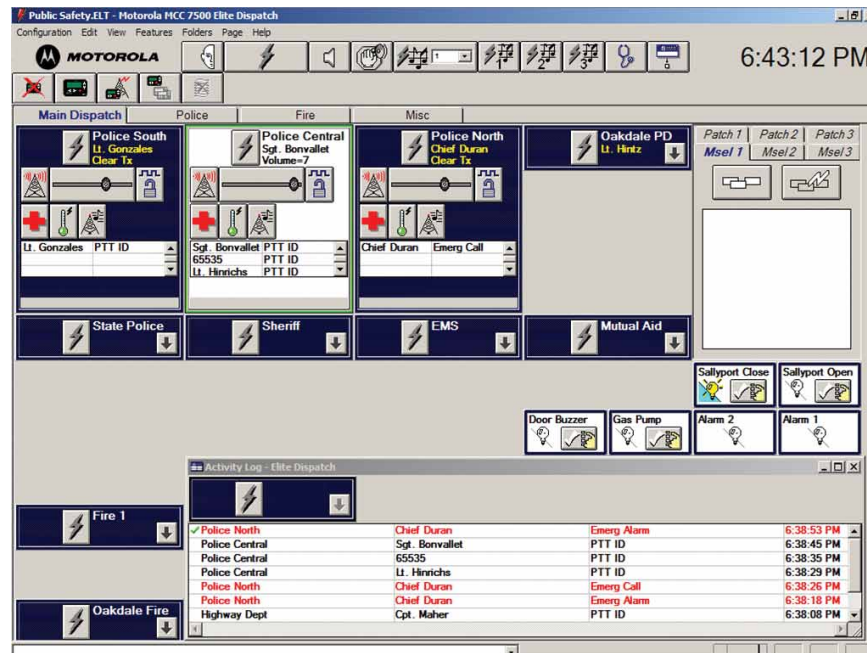 Public Safety.ELT - Motorola MCC 7500 Elite Dispatch
Configuration Edit View Features Folders Page Help
MOTOROLA 1 1 2 3 6:43:12 PM
Main Dispatch Police Fire Misc
Police South
Lt. Gonzales
Clear Tx
Lt. Gonzales PTT ID
Police Central
Sgt. Bonvallet
Volume=7
Sgt. Bonvallet PTT ID
65535 PTT ID
Lt. Hinrichs PTT ID
Police North
Chief Duran
Clear Tx
Chief Duran Emerg Call
Oakdale PD
Lt. Hintz
Patch 1 Patch 2 Patch 3
Msel 1 Msel 2 Msel 3
State Police Sheriff EMS Mutual Aid
Sallyport Close Sallyport Open
Door Buzzer Gas Pump Alarm 2 Alarm 1
Activity Log - Elite Dispatch
Police North Chief Duran Emerg Alarm 6:38:53 PM
Police Central Sgt. Bonvallet PTT ID 6:38:45 PM
Police Central 65535 PTT ID 6:38:35 PM
Police Central Lt. Hinrichs PTT ID 6:38:29 PM
Police North Chief Duran Emerg Call 6:38:26 PM
Police North Chief Duran Emerg Alarm 6:38:18 PM
Highway Dept Cpt. Maher PTT ID 6:38:08 PM
Fire 1
Oakdale Fire